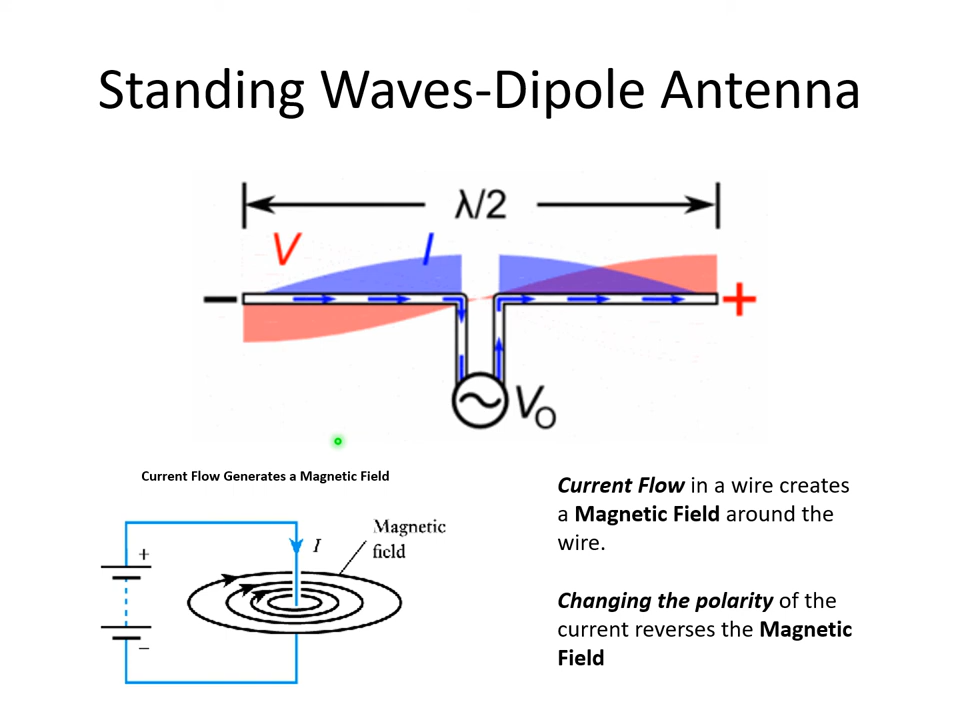 Standing Waves-Dipole Antenna
λ/2
V
I
−
+
V₀
Current Flow Generates a Magnetic Field
Magnetic
field
I
+
−
Current Flow in a wire creates
a Magnetic Field around the
wire.
Changing the polarity of the
current reverses the Magnetic
Field